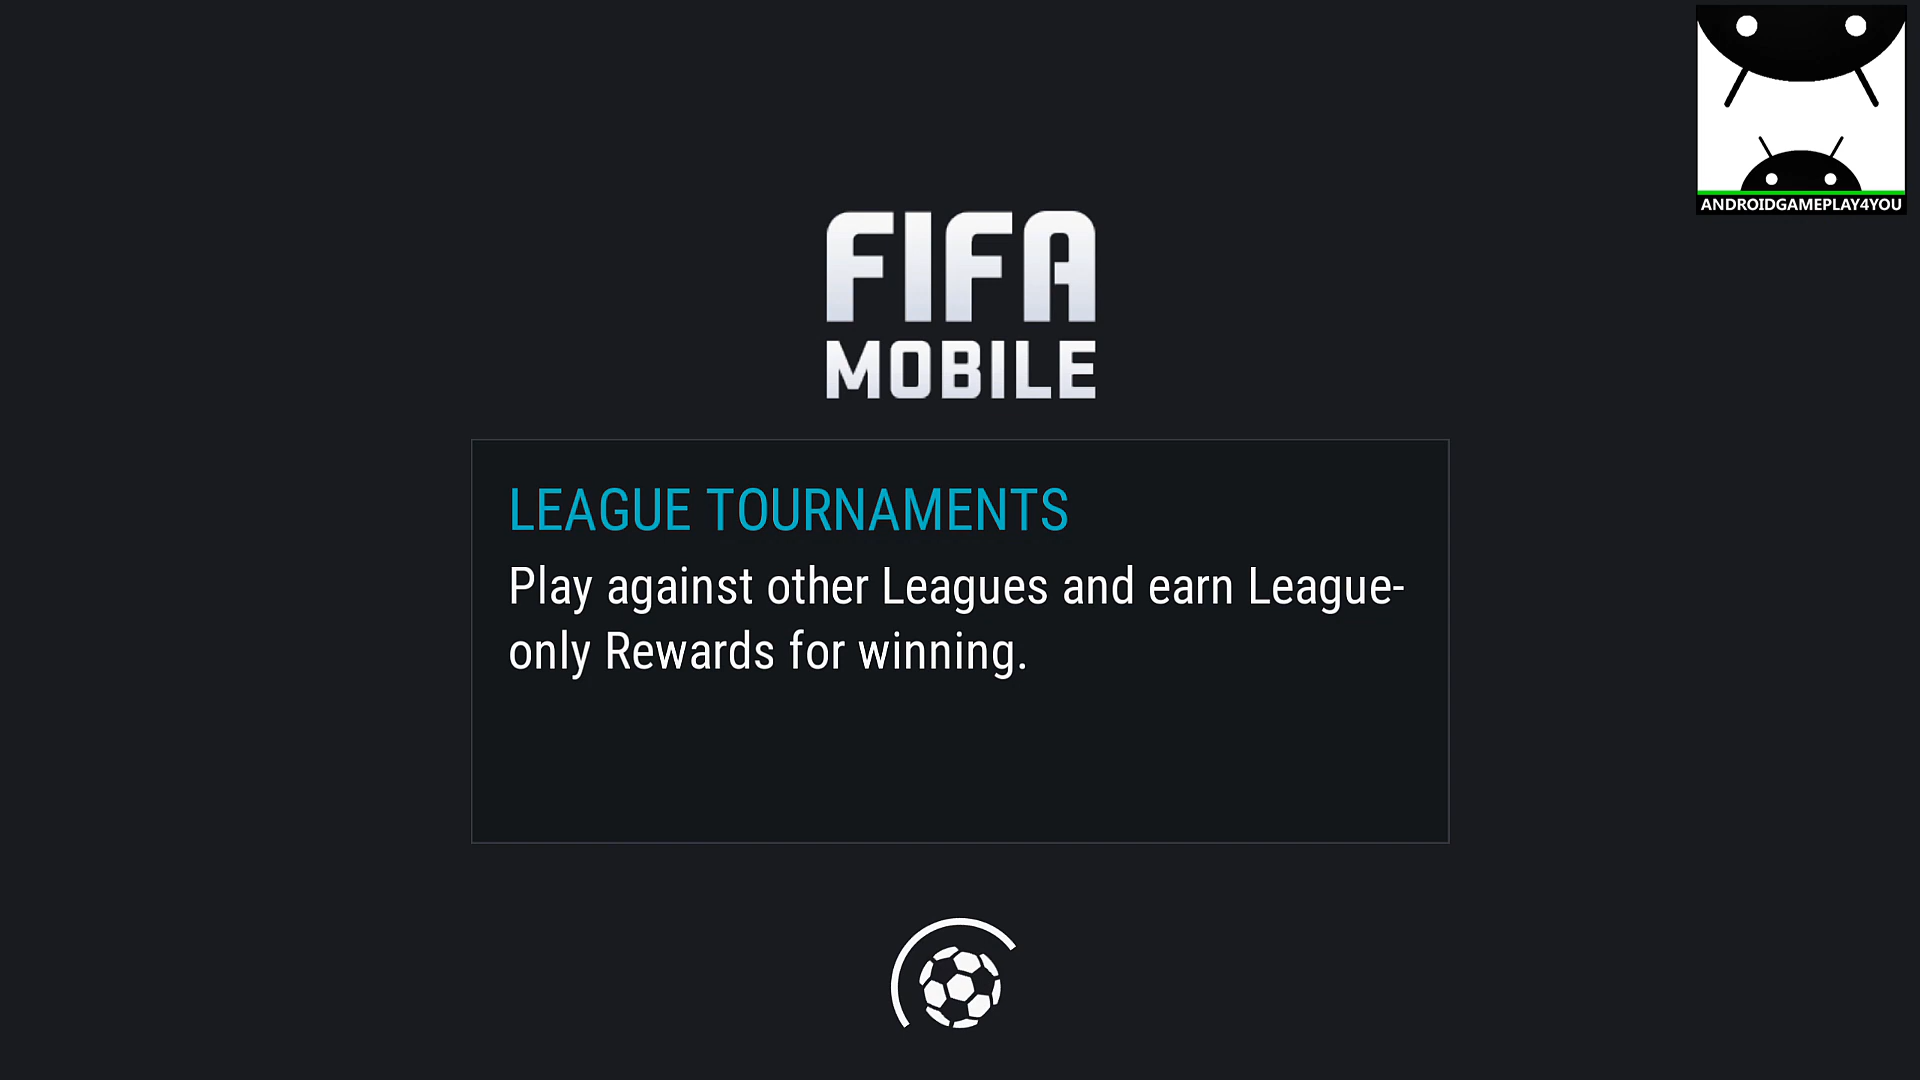 ANDROIDGAMEPLAY4YOU
FIFA
MOBILE
LEAGUE TOURNAMENTS
Play against other Leagues and earn League-
only Rewards for winning.